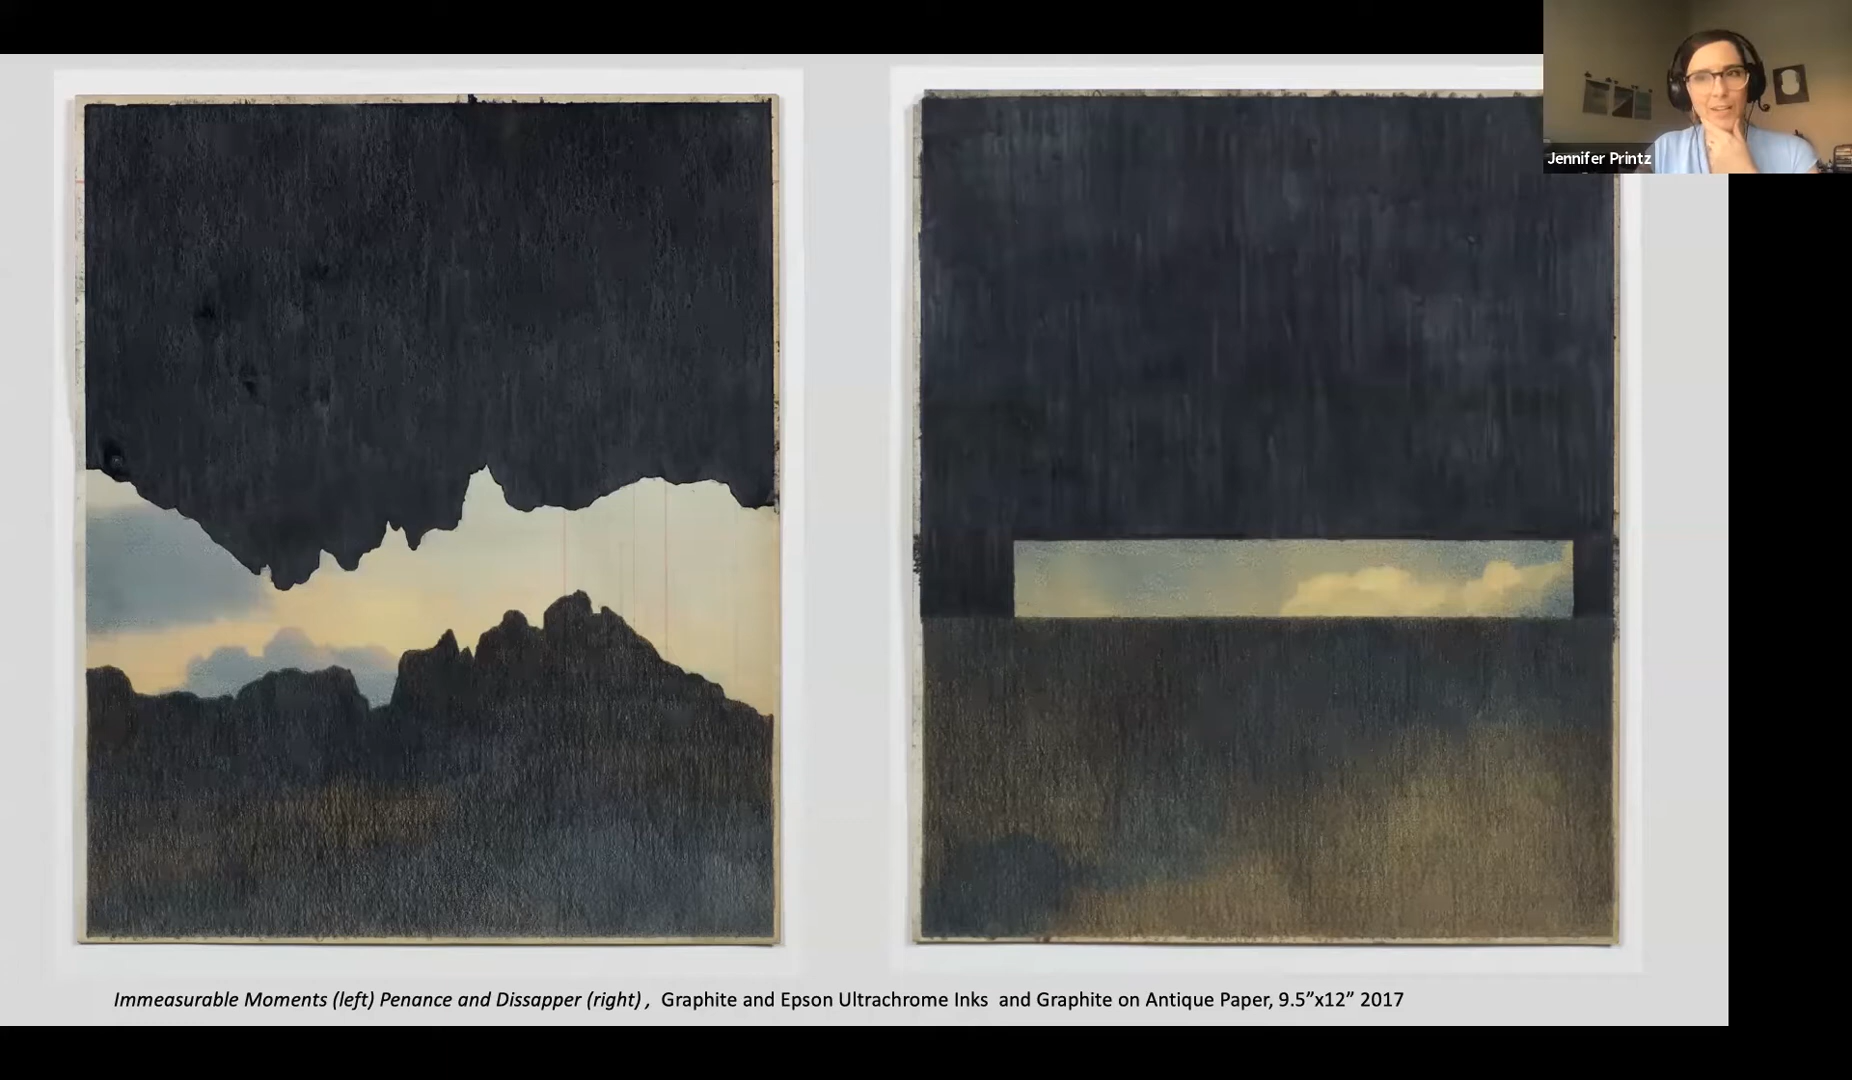 Jennifer Printz
Immeasurable Moments (left) Penance and Dissapper (right) ,  Graphite and Epson Ultrachrome Inks  and Graphite on Antique Paper, 9.5”x12” 2017